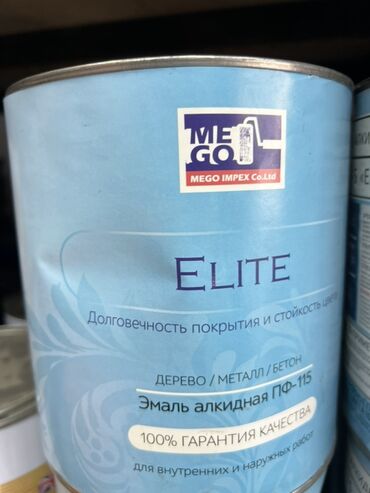 ME
GO
MEGO IMPEX Co.Ltd
ELITE
Долговечность покрытия и стойкость цвета
ДЕРЕВО / МЕТАЛЛ / БЕТОН
Эмаль алкидная ПФ-115
100% ГАРАНТИЯ КАЧЕСТВА
для внутренних и наружных работ